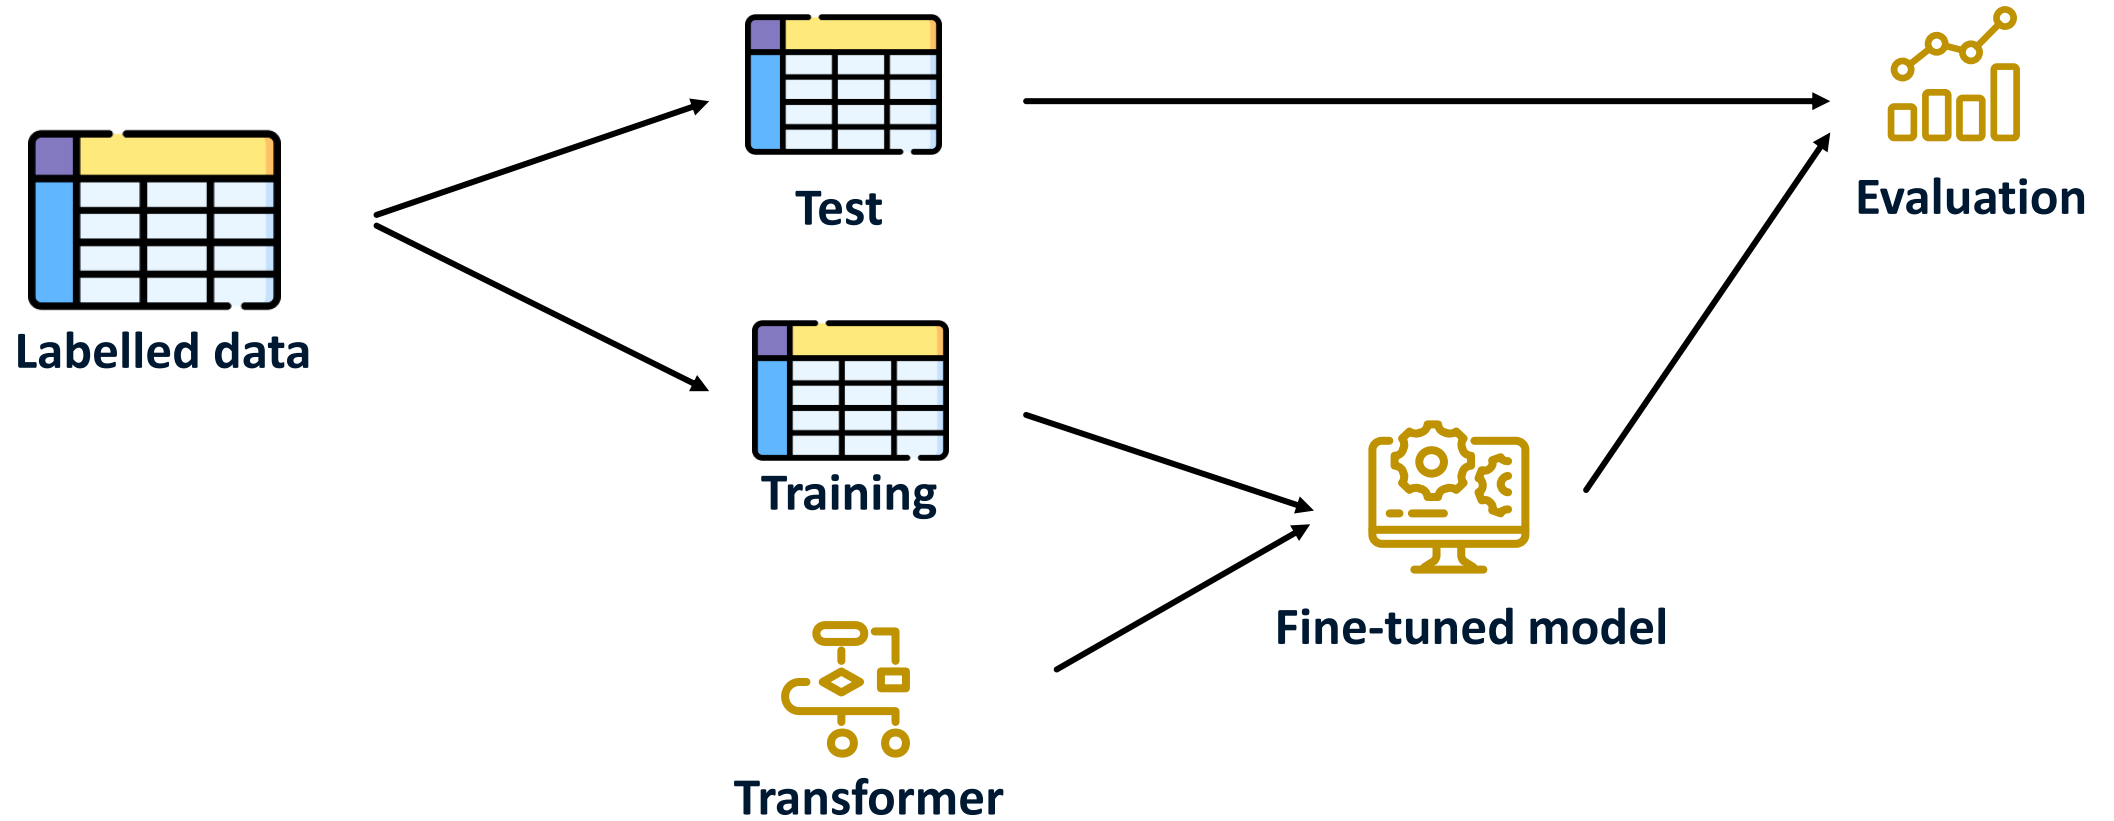 Labelled data
Test
Training
Transformer
Fine-tuned model
Evaluation